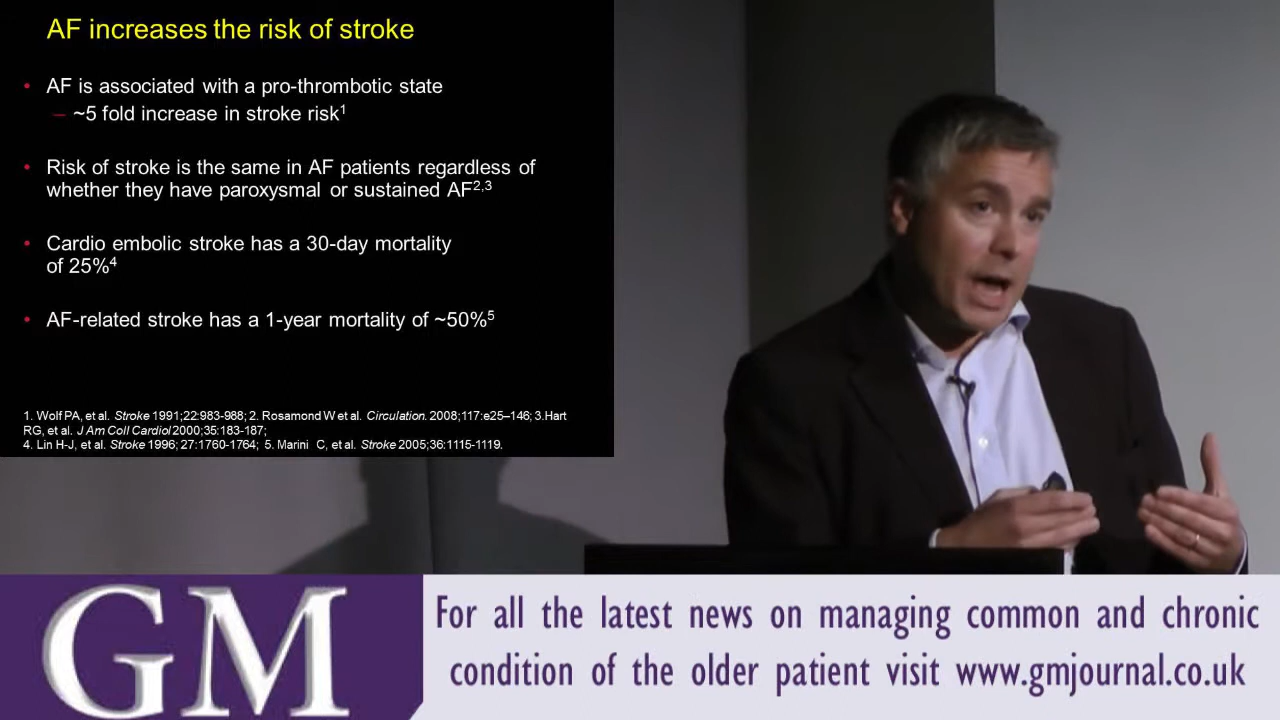 AF increases the risk of stroke
• AF is associated with a pro-thrombotic state
– ~5 fold increase in stroke risk¹
• Risk of stroke is the same in AF patients regardless of
whether they have paroxysmal or sustained AF²,³
• Cardio embolic stroke has a 30-day mortality
of 25%⁴
• AF-related stroke has a 1-year mortality of ~50%⁵
1. Wolf PA, et al. Stroke 1991;22:983-988; 2. Rosamond W et al. Circulation. 2008;117:e25–146; 3.Hart
RG, et al. J Am Coll Cardiol 2000;35:183-187;
4. Lin H-J, et al. Stroke 1996; 27:1760-1764; 5. Marini C, et al. Stroke 2005;36:1115-1119.
GM
For all the latest news on managing common and chronic
condition of the older patient visit www.gmjournal.co.uk